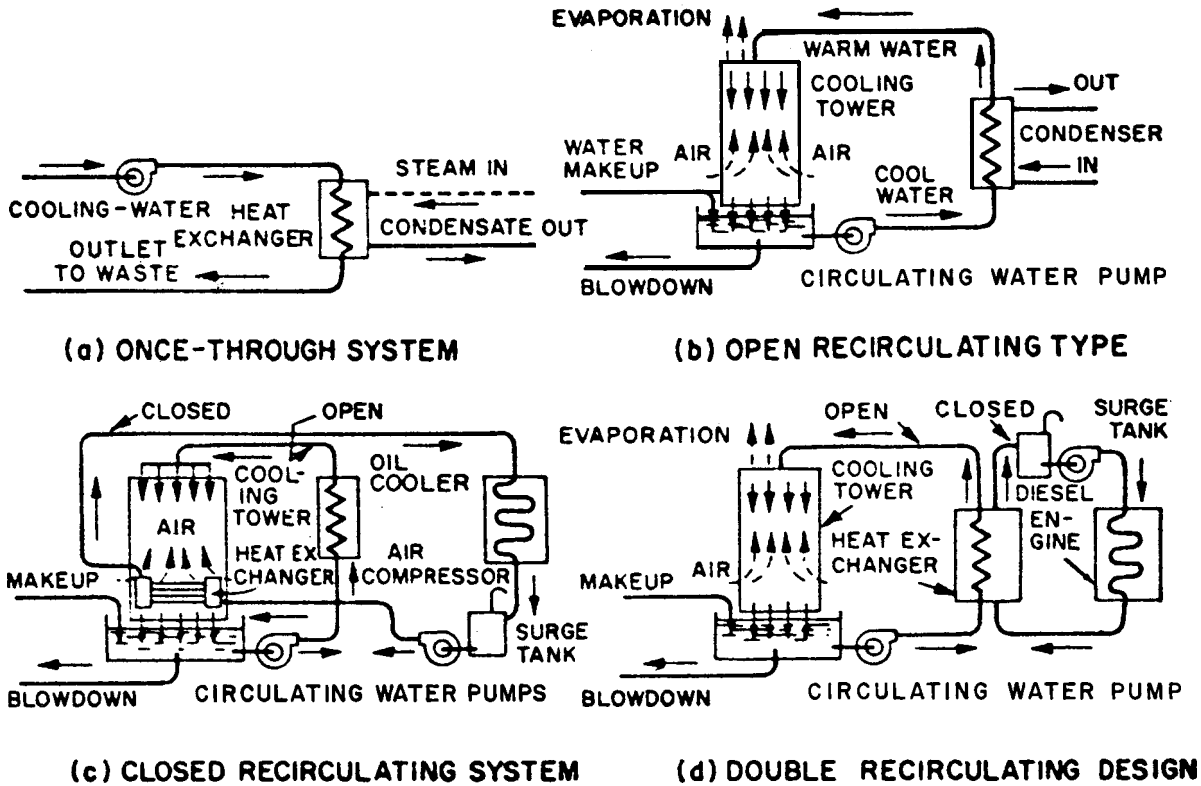 STEAM IN
COOLING-WATER
HEAT
EXCHANGER
CONDENSATE OUT
OUTLET
TO WASTE
(a) ONCE-THROUGH SYSTEM
EVAPORATION
WARM WATER
COOLING
TOWER
OUT
CONDENSER
IN
WATER
MAKEUP
AIR
AIR
COOL
WATER
BLOWDOWN
CIRCULATING WATER PUMP
(b) OPEN RECIRCULATING TYPE
CLOSED
OPEN
COOL-
ING
TOWER
OIL
COOLER
AIR
HEAT EX-
CHANGER
AIR
COMPRESSOR
MAKEUP
SURGE
TANK
BLOWDOWN
CIRCULATING WATER PUMPS
(c) CLOSED RECIRCULATING SYSTEM
EVAPORATION
OPEN
CLOSED
SURGE
TANK
COOLING
TOWER
DIESEL
EN-
GINE
HEAT EX-
CHANGER
AIR
MAKEUP
BLOWDOWN
CIRCULATING WATER PUMP
(d) DOUBLE RECIRCULATING DESIGN